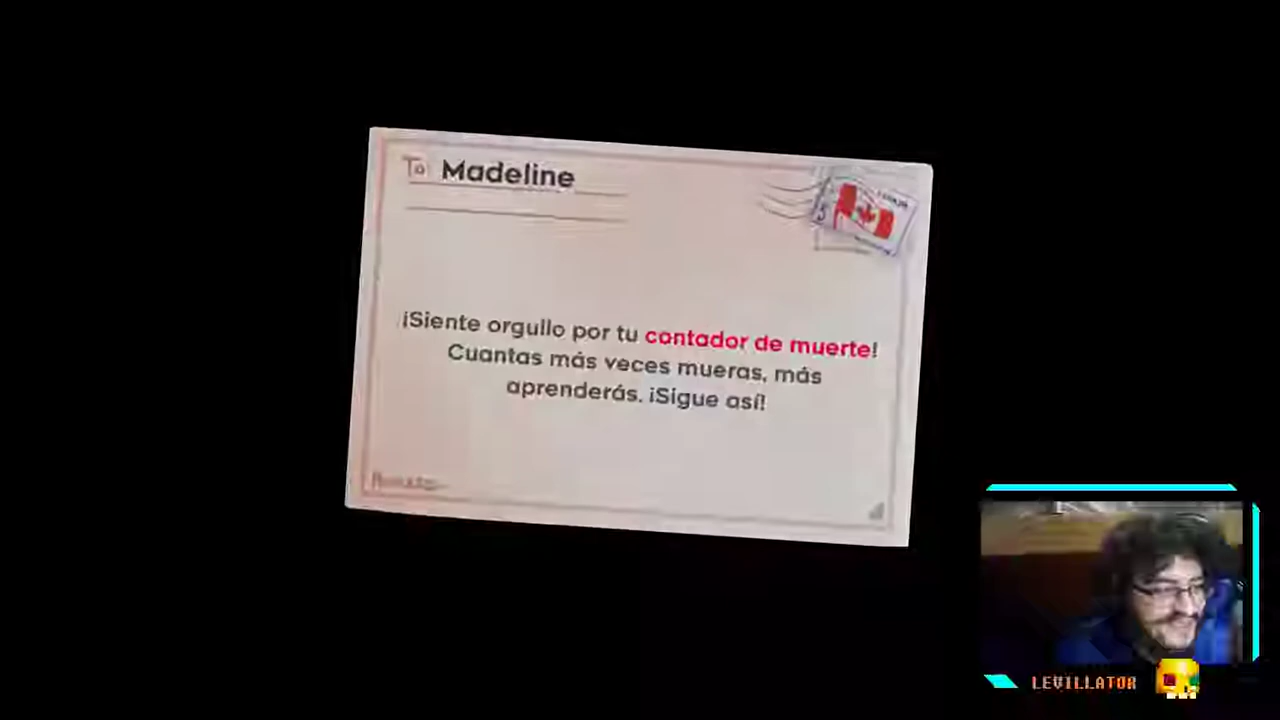 To Madeline
¡Siente orgullo por tu contador de muerte!
Cuantas más veces mueras, más
aprenderás. ¡Sigue así!
LEVILLATOR